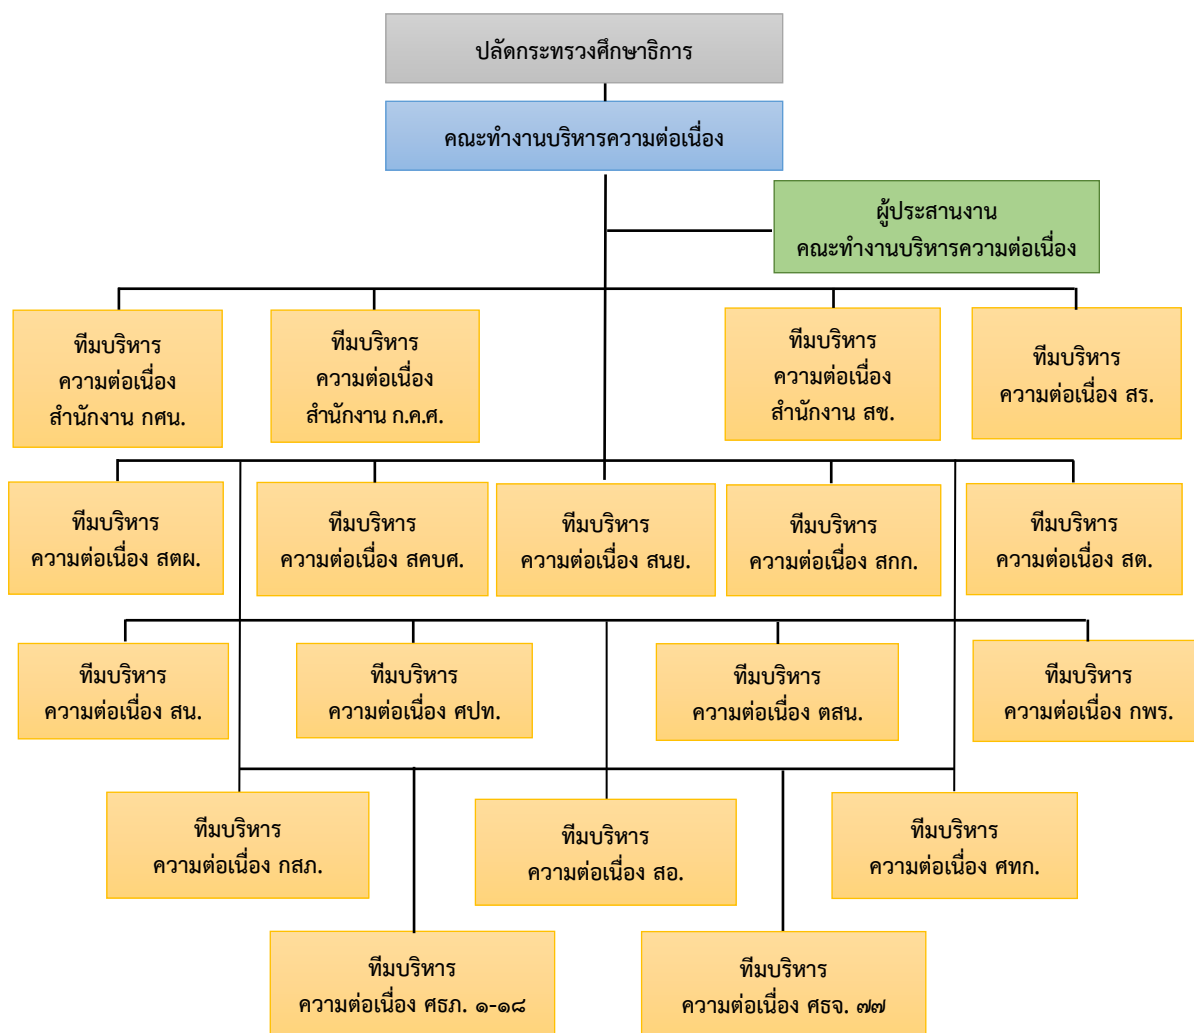 ปลัดกระทรวงศึกษาธิการ
คณะทำงานบริหารความต่อเนื่อง
ผู้ประสานงาน
คณะทำงานบริหารความต่อเนื่อง
ทีมบริหาร
ความต่อเนื่อง
สำนักงาน กศน.
ทีมบริหาร
ความต่อเนื่อง
สำนักงาน ก.ค.ศ.
ทีมบริหาร
ความต่อเนื่อง
สำนักงาน สช.
ทีมบริหาร
ความต่อเนื่อง สร.
ทีมบริหาร
ความต่อเนื่อง สตผ.
ทีมบริหาร
ความต่อเนื่อง สคบศ.
ทีมบริหาร
ความต่อเนื่อง สนย.
ทีมบริหาร
ความต่อเนื่อง สกก.
ทีมบริหาร
ความต่อเนื่อง สต.
ทีมบริหาร
ความต่อเนื่อง สน.
ทีมบริหาร
ความต่อเนื่อง ศปท.
ทีมบริหาร
ความต่อเนื่อง ตสน.
ทีมบริหาร
ความต่อเนื่อง กพร.
ทีมบริหาร
ความต่อเนื่อง กสภ.
ทีมบริหาร
ความต่อเนื่อง สอ.
ทีมบริหาร
ความต่อเนื่อง ศทก.
ทีมบริหาร
ความต่อเนื่อง ศธภ. ๑-๑๘
ทีมบริหาร
ความต่อเนื่อง ศธจ. ๗๗